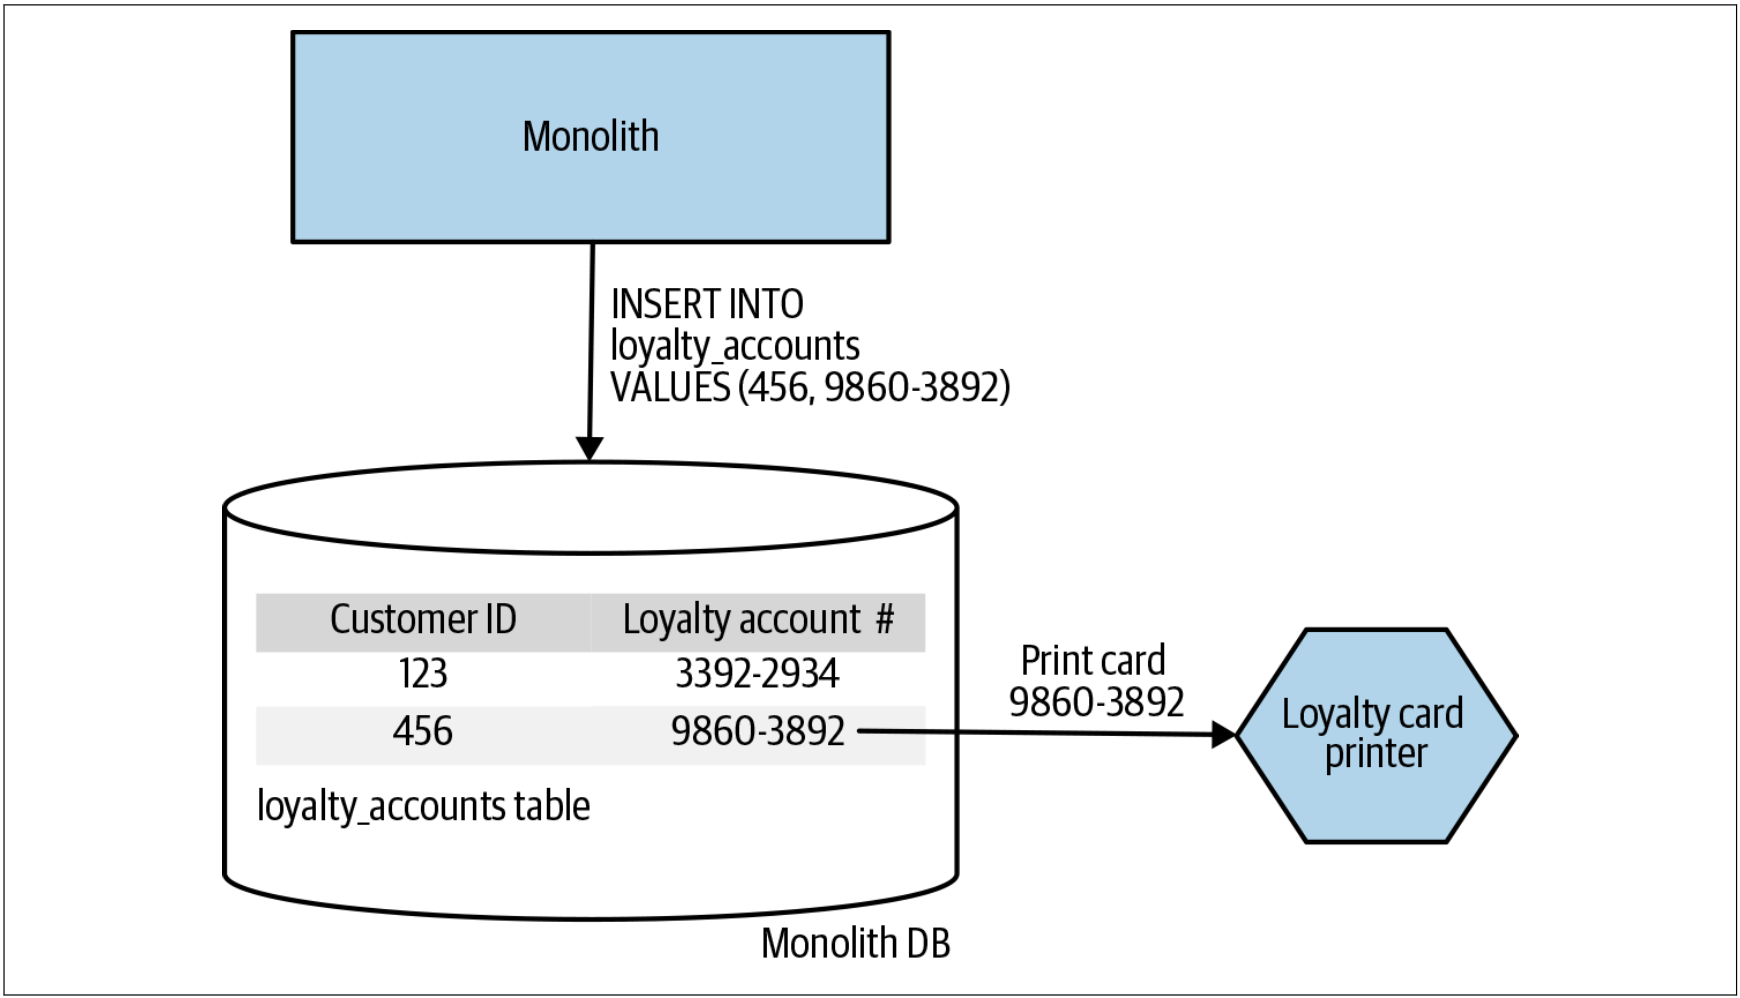 Monolith
INSERT INTO
loyalty_accounts
VALUES (456, 9860-3892)
Customer ID Loyalty account #
123 3392-2934
456 9860-3892
loyalty_accounts table
Print card
9860-3892
Loyalty card
printer
Monolith DB